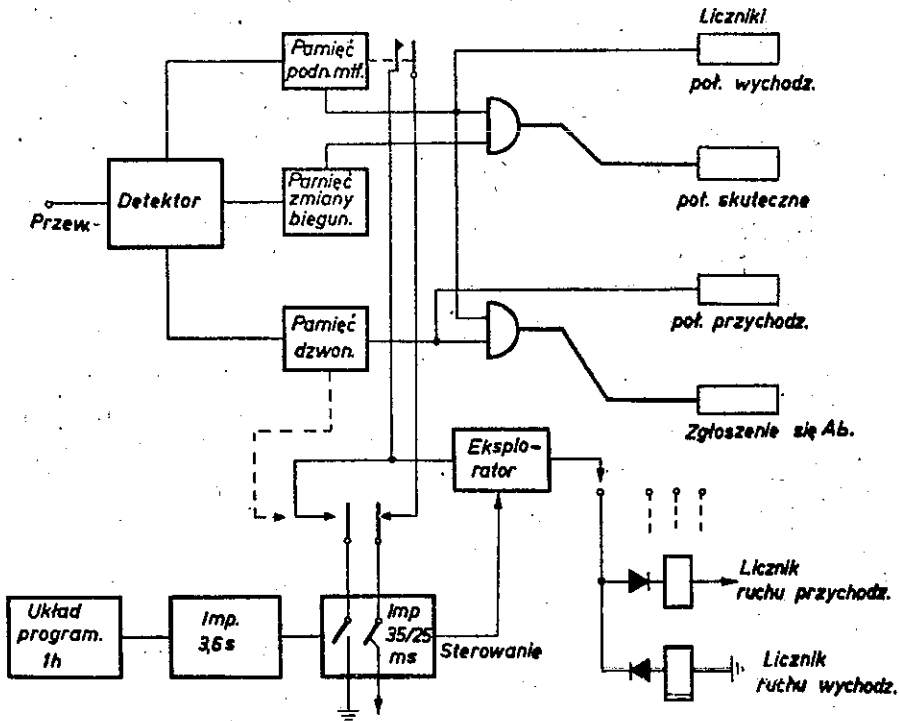 Liczniki
Pamięć
podn. mtf.
poł. wychodz.
Detektor
Przew.-
Pamięć
zmiany
biegun.
poł. skuteczne
Pamięć
dzwon.
poł. przychodz.
Zgłoszenie się Ab.
Eksplo-
rator
Układ
program.
1h
Imp.
3,6s
Imp
35/25
ms
Sterowanie
Licznik
ruchu przychodz.
Licznik
ruchu wychodz.